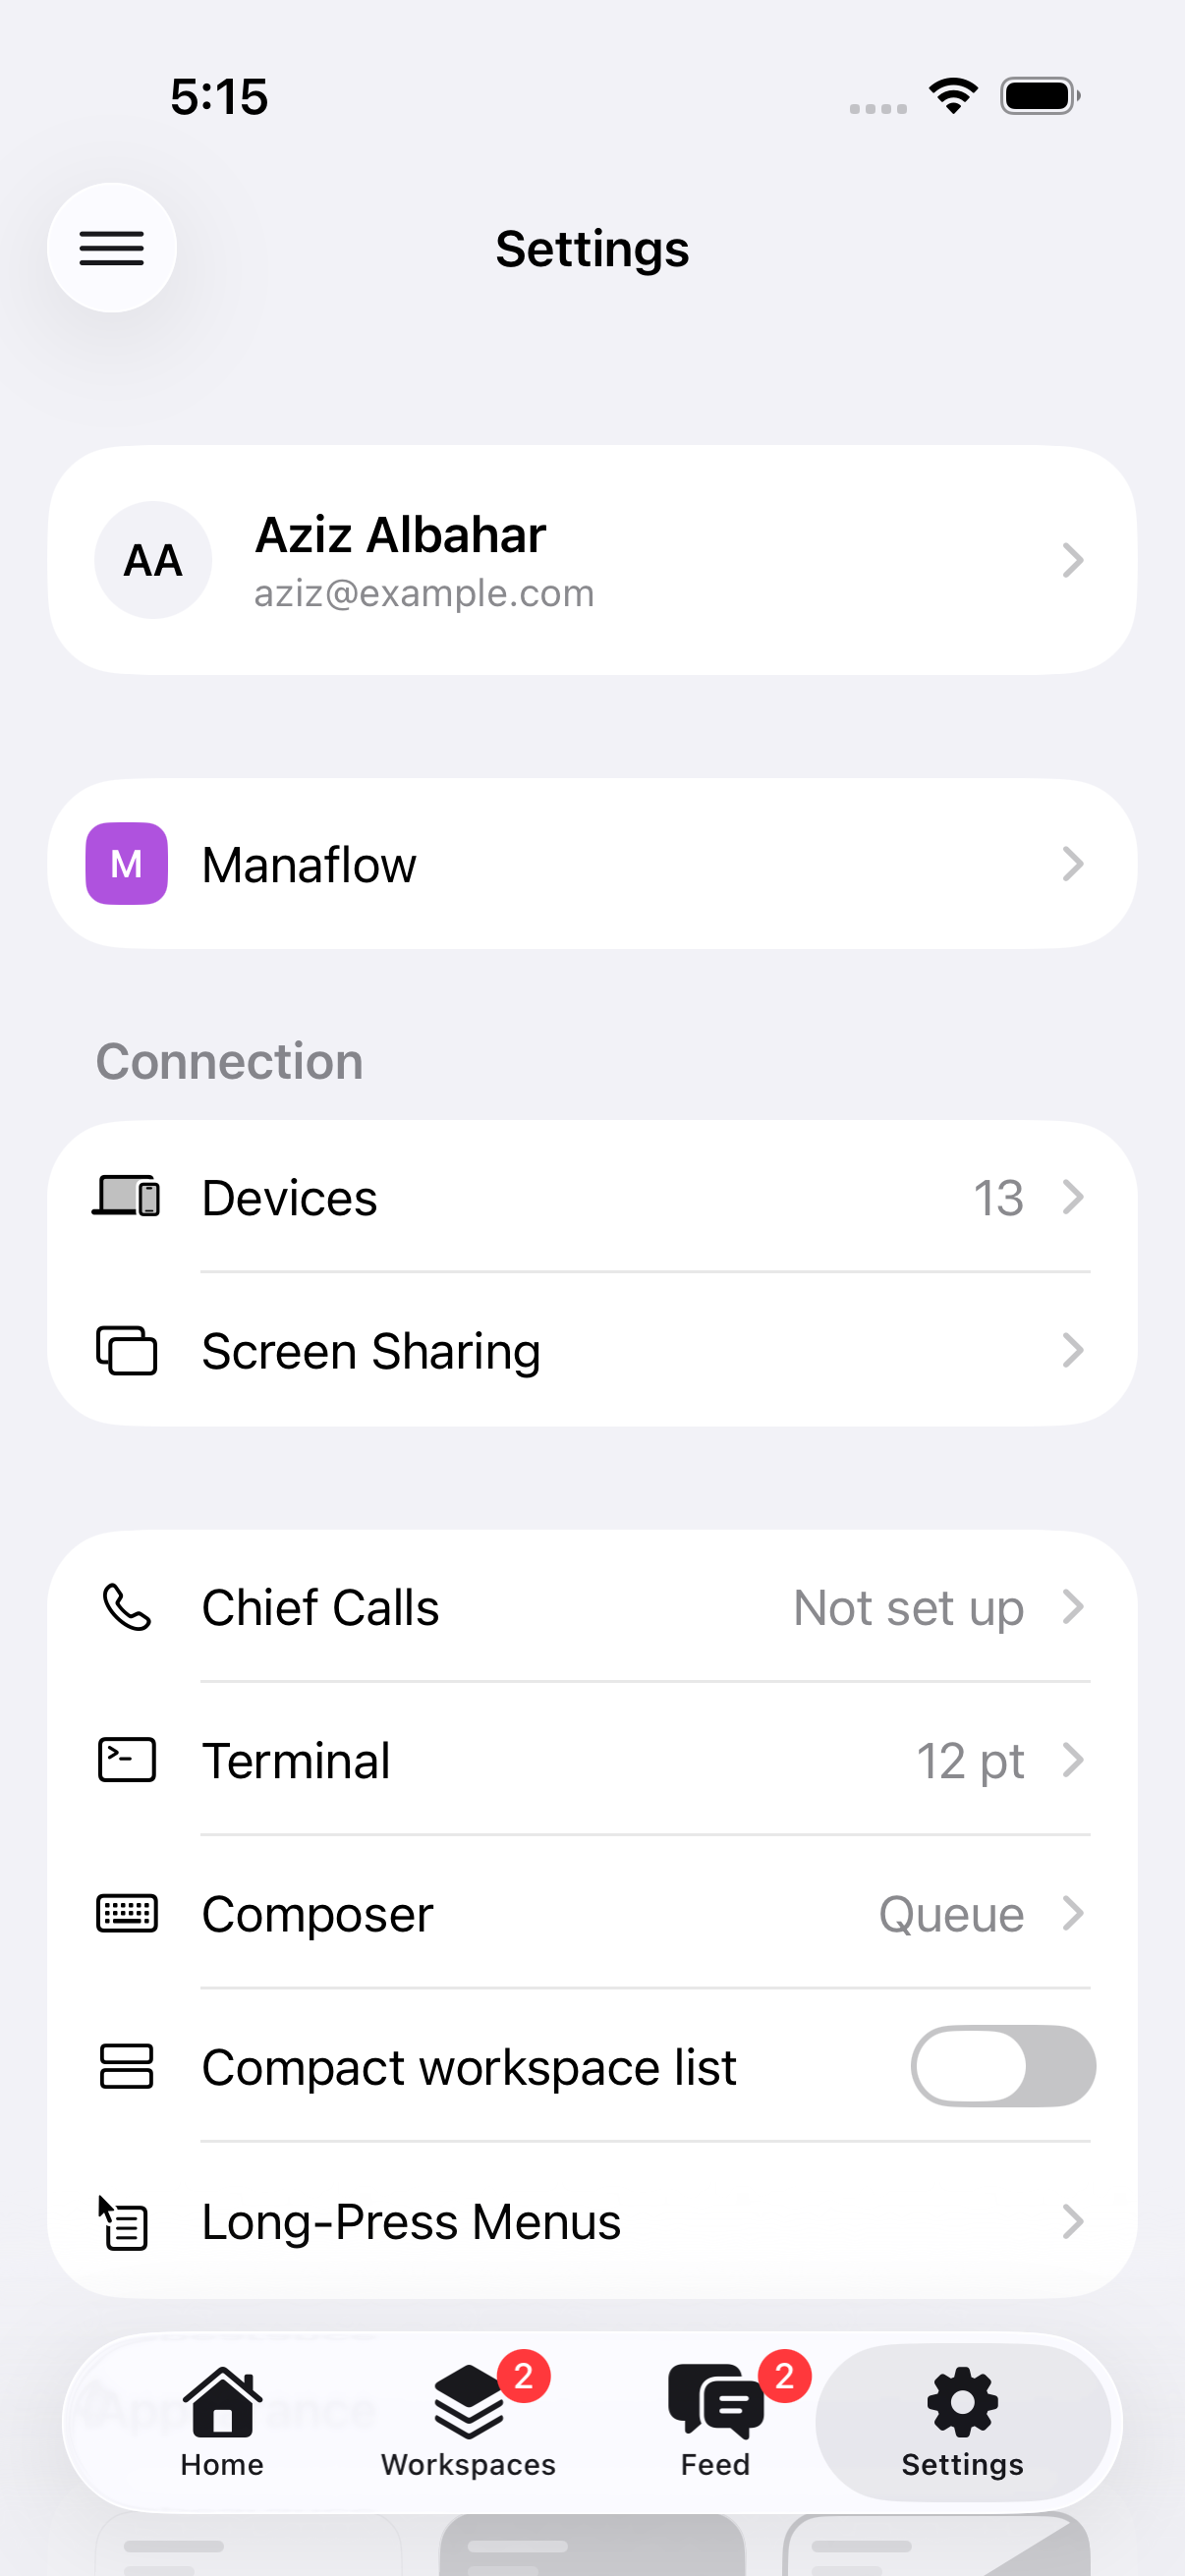 5:15
Settings
AA
Aziz Albahar
aziz@example.com
M
Manaflow
Connection
Devices
13
Screen Sharing
Chief Calls
Not set up
Terminal
12 pt
Composer
Queue
Compact workspace list
Long-Press Menus
Appearance
2
2
Home
Workspaces
Feed
Settings